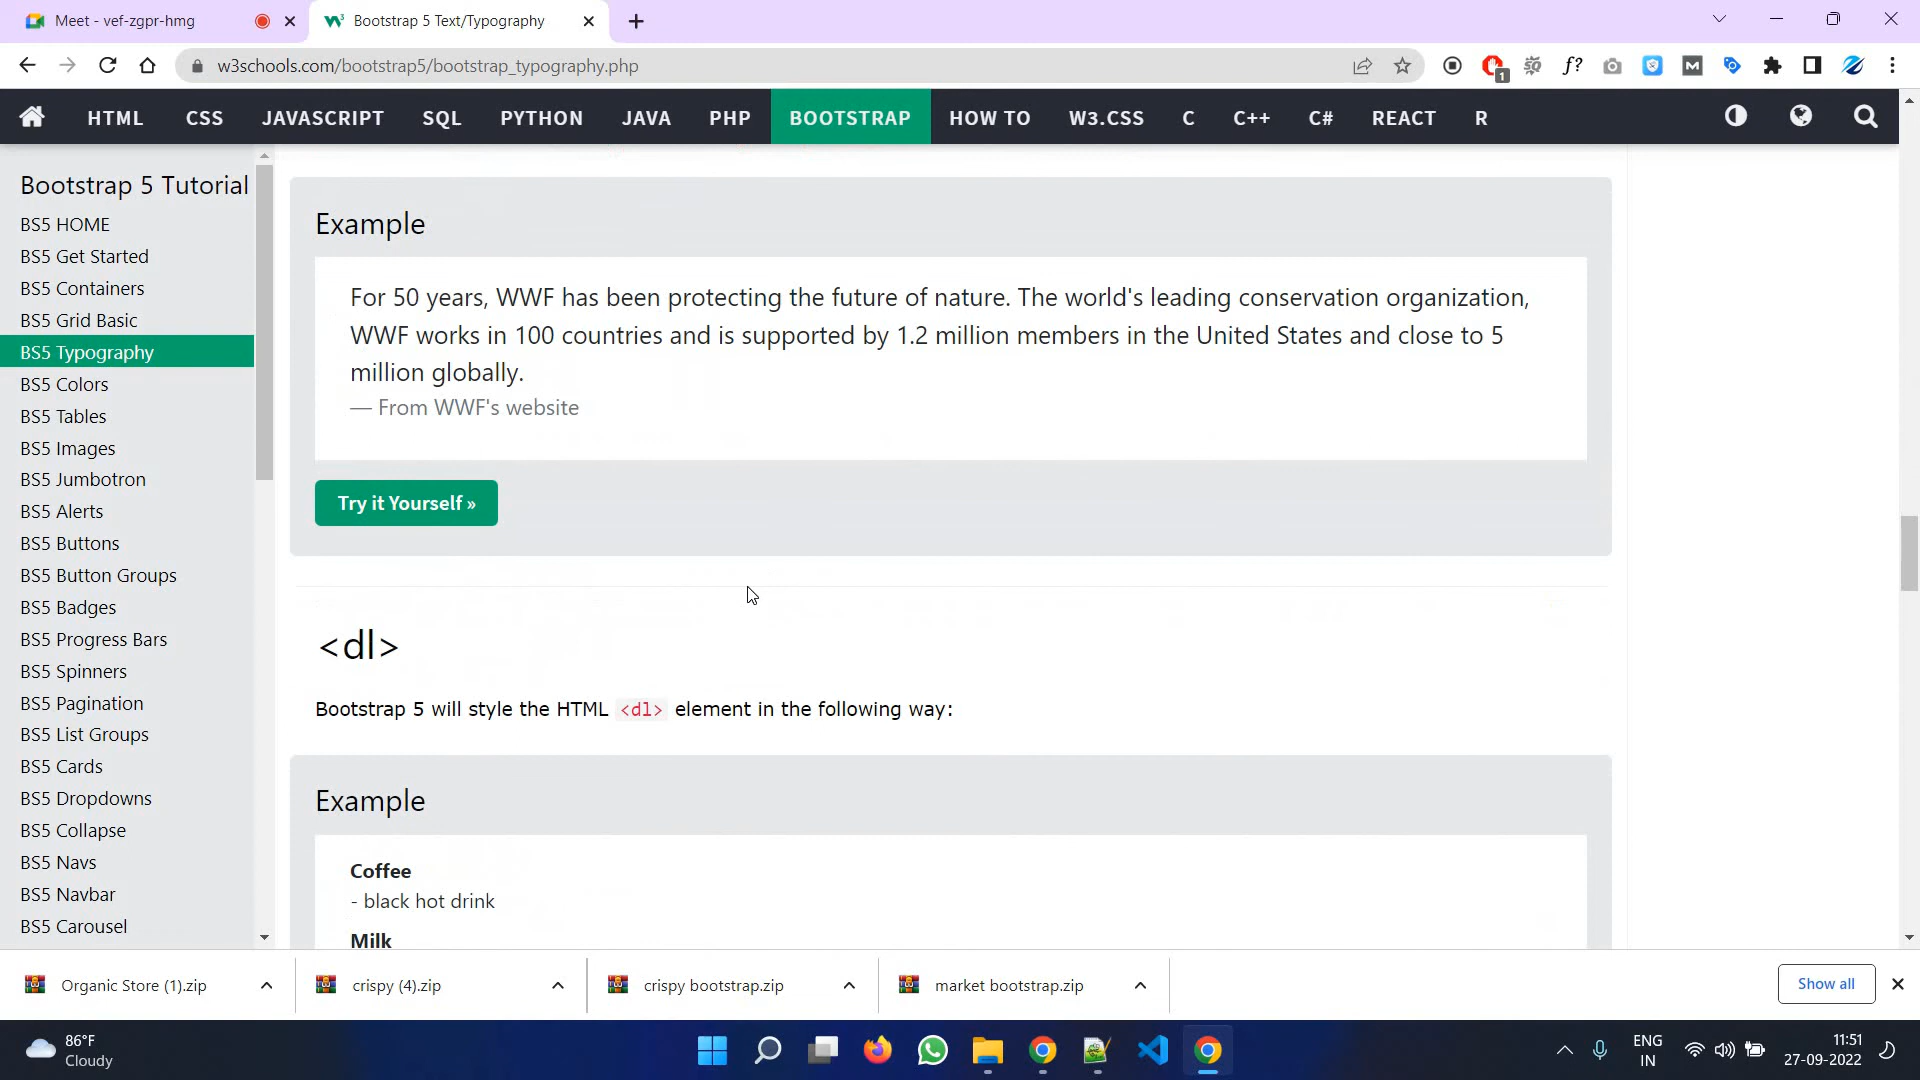 Meet - vef-zgpr-hmg
Bootstrap 5 Text/Typography
w3schools.com/bootstrap5/bootstrap_typography.php
1
f?
HTML CSS JAVASCRIPT SQL PYTHON JAVA PHP BOOTSTRAP HOW TO W3.CSS C C++ C# REACT R
Bootstrap 5 Tutorial
BS5 HOME
BS5 Get Started
BS5 Containers
BS5 Grid Basic
BS5 Typography
BS5 Colors
BS5 Tables
BS5 Images
BS5 Jumbotron
BS5 Alerts
BS5 Buttons
BS5 Button Groups
BS5 Badges
BS5 Progress Bars
BS5 Spinners
BS5 Pagination
BS5 List Groups
BS5 Cards
BS5 Dropdowns
BS5 Collapse
BS5 Navs
BS5 Navbar
BS5 Carousel
Example
For 50 years, WWF has been protecting the future of nature. The world's leading conservation organization,
WWF works in 100 countries and is supported by 1.2 million members in the United States and close to 5
million globally.
— From WWF's website
Try it Yourself »
<dl>
Bootstrap 5 will style the HTML <dl> element in the following way:
Example
Coffee
- black hot drink
Milk
Organic Store (1).zip
crispy (4).zip
crispy bootstrap.zip
market bootstrap.zip
Show all
86°F
Cloudy
ENG
IN
11:51
27-09-2022